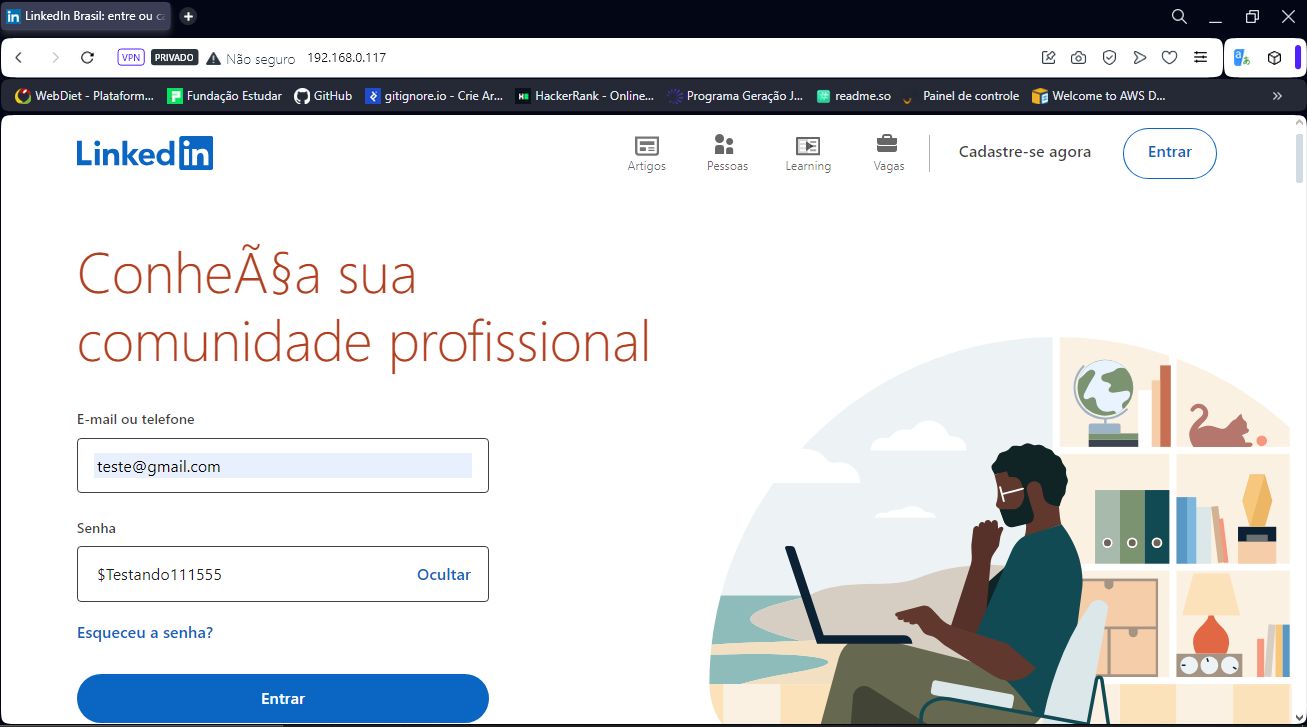 LinkedIn Brasil: entre ou ca
VPN PRIVADO Não seguro 192.168.0.117
WebDiet - Plataform... Fundação Estudar GitHub gitignore.io - Crie Ar... HackerRank - Online... Programa Geração J... readme.so Painel de controle Welcome to AWS D... »
Linked in Artigos Pessoas Learning Vagas Cadastre-se agora Entrar
ConheÃ§a sua
comunidade profissional
E-mail ou telefone
teste@gmail.com
Senha
$Testando111555 Ocultar
Esqueceu a senha?
Entrar